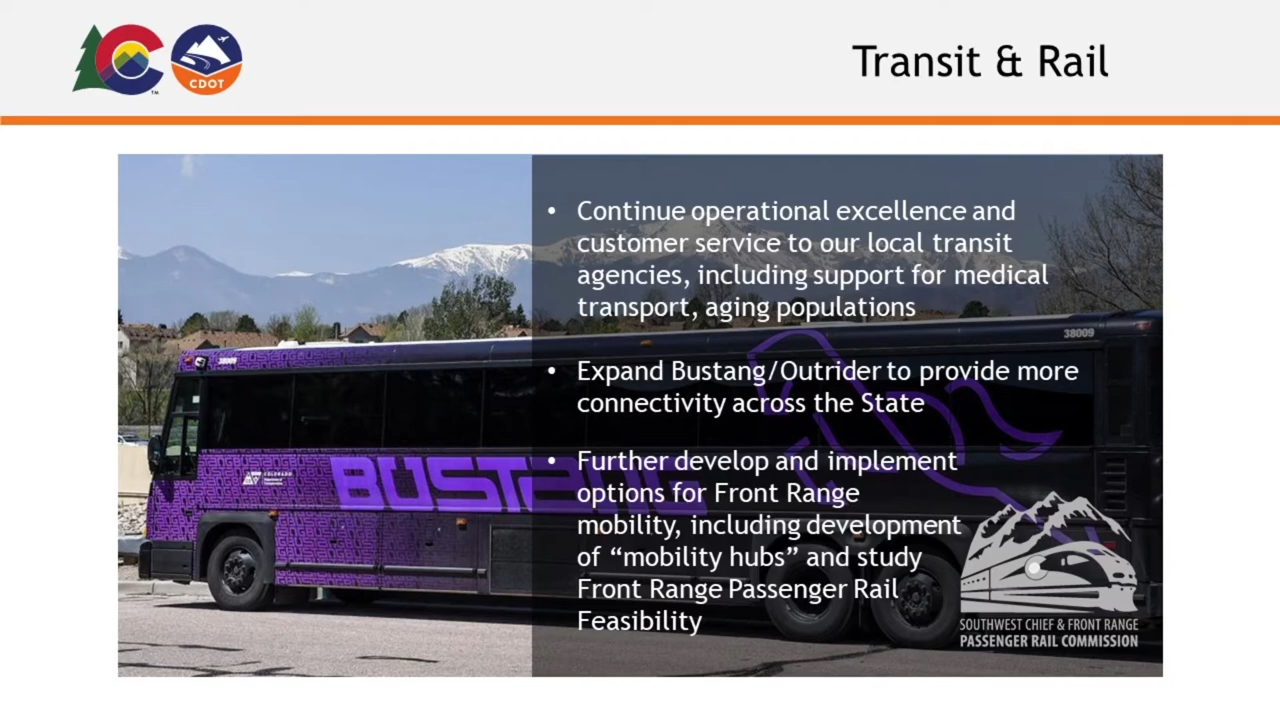 CDOT
Transit & Rail
• Continue operational excellence and
customer service to our local transit
agencies, including support for medical
transport, aging populations
• Expand Bustang/Outrider to provide more
connectivity across the State
• Further develop and implement
options for Front Range
mobility, including development
of “mobility hubs” and study
Front Range Passenger Rail
Feasibility
38009
38009
BUSTANG
COLORADO
SOUTHWEST CHIEF & FRONT RANGE
PASSENGER RAIL COMMISSION